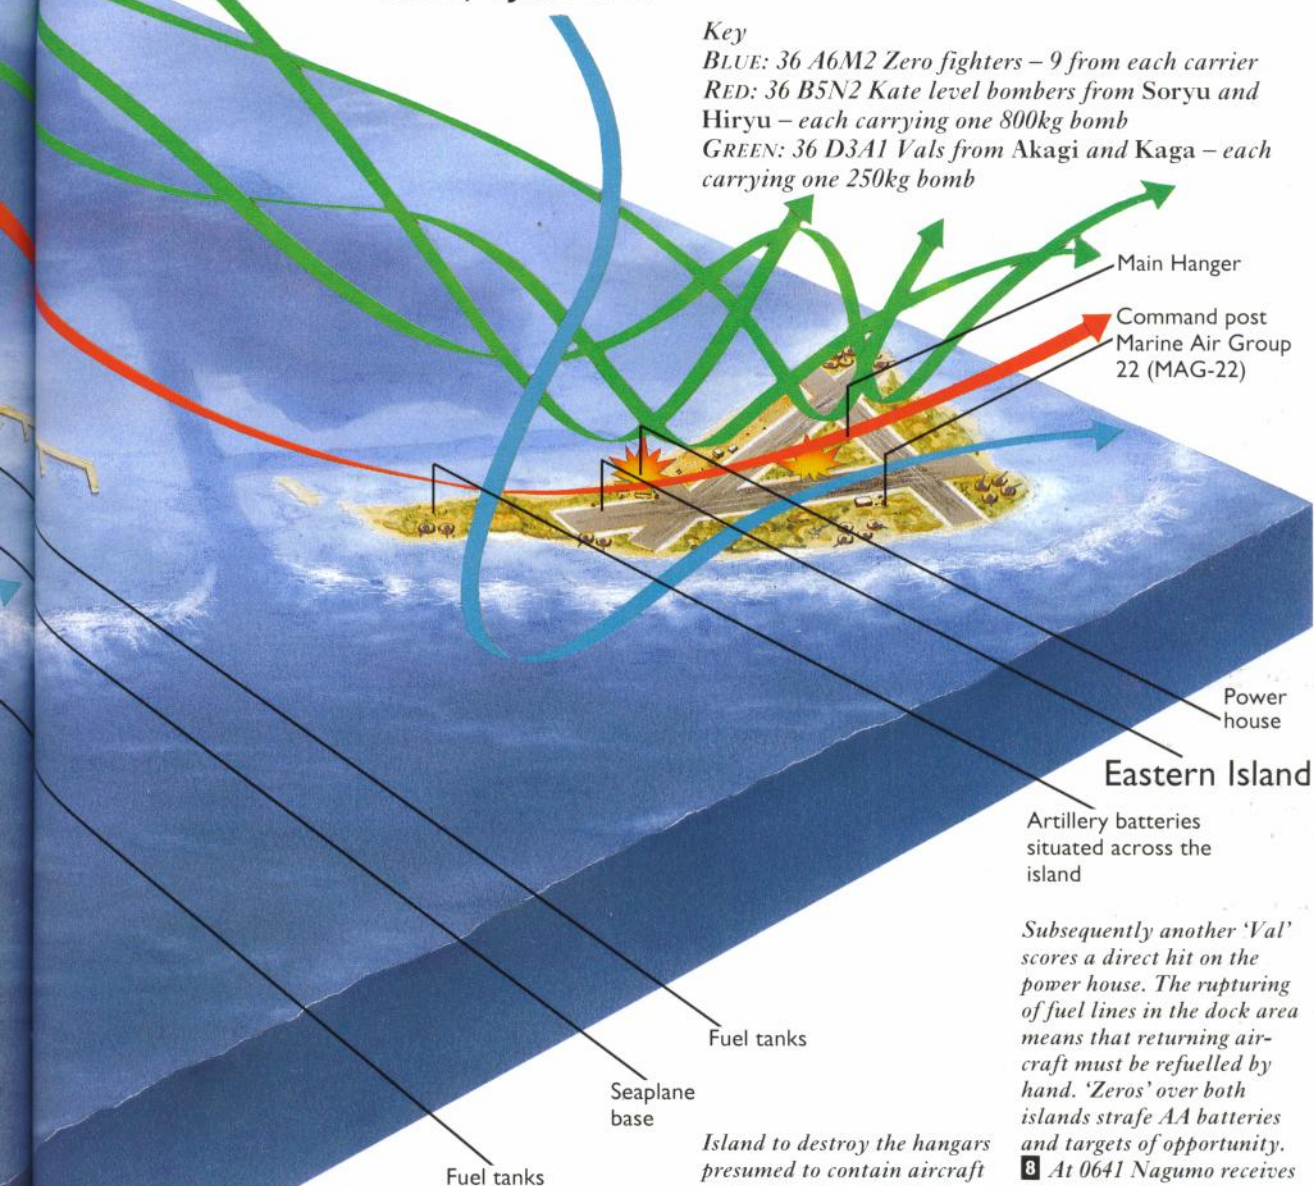 Key
BLUE: 36 A6M2 Zero fighters – 9 from each carrier
RED: 36 B5N2 Kate level bombers from Soryu and
Hiryu – each carrying one 800kg bomb
GREEN: 36 D3A1 Vals from Akagi and Kaga – each
carrying one 250kg bomb
Main Hanger
Command post
Marine Air Group
22 (MAG-22)
Power
house
Eastern Island
Artillery batteries
situated across the
island
Fuel tanks
Seaplane
base
Fuel tanks
Island to destroy the hangars
presumed to contain aircraft
Subsequently another 'Val'
scores a direct hit on the
power house. The rupturing
of fuel lines in the dock area
means that returning air-
craft must be refuelled by
hand. 'Zeros' over both
islands strafe AA batteries
and targets of opportunity.
8 At 0641 Nagumo receives